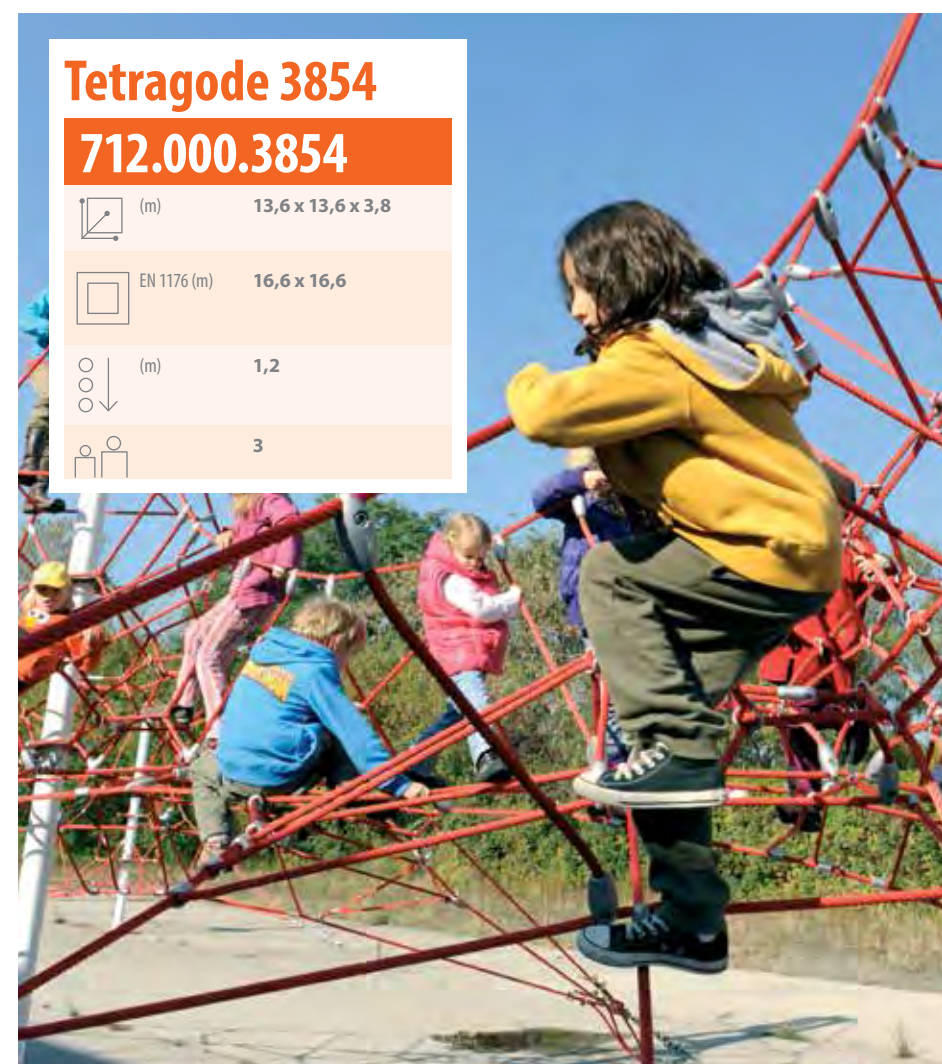 Tetragode 3854
712.000.3854
(m) 13,6 x 13,6 x 3,8
EN 1176 (m) 16,6 x 16,6
(m) 1,2
3